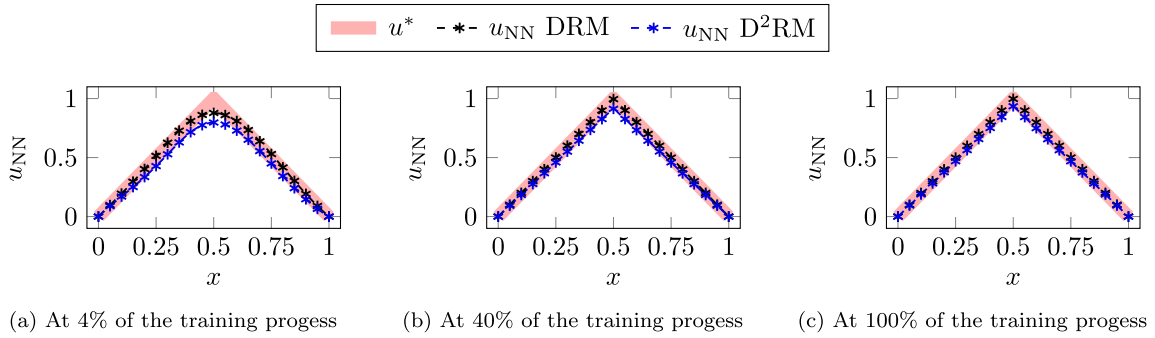 u* u_NN DRM u_NN D²RM
1
0.5
0
u_NN
0 0.25 0.5 0.75 1
x
(a) At 4% of the training progess
1
0.5
0
u_NN
0 0.25 0.5 0.75 1
x
(b) At 40% of the training progess
1
0.5
0
u_NN
0 0.25 0.5 0.75 1
x
(c) At 100% of the training progess